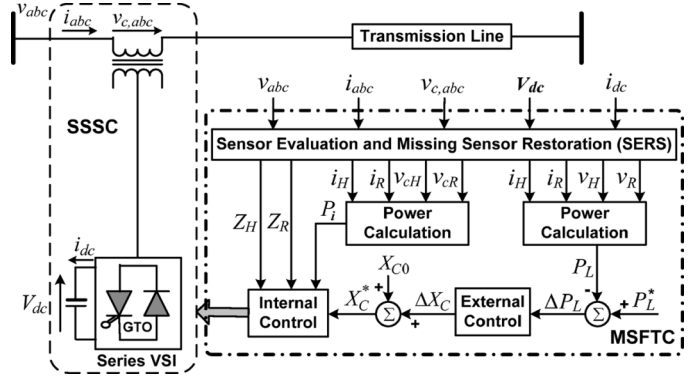 v_abc
i_abc
v_c,abc
Transmission Line
SSSC
v_abc
i_abc
v_c,abc
V_dc
i_dc
Sensor Evaluation and Missing Sensor Restoration (SERS)
i_H
i_R
v_cH
v_cR
i_H
i_R
v_H
v_R
Z_H
Z_R
P_i
Power
Calculation
Power
Calculation
i_dc
V_dc
GTO
Series VSI
X_C0
P_L
Internal
Control
X_C^*
+
Σ
+
ΔX_C
External
Control
ΔP_L
-
Σ
+
P_L^*
MSFTC